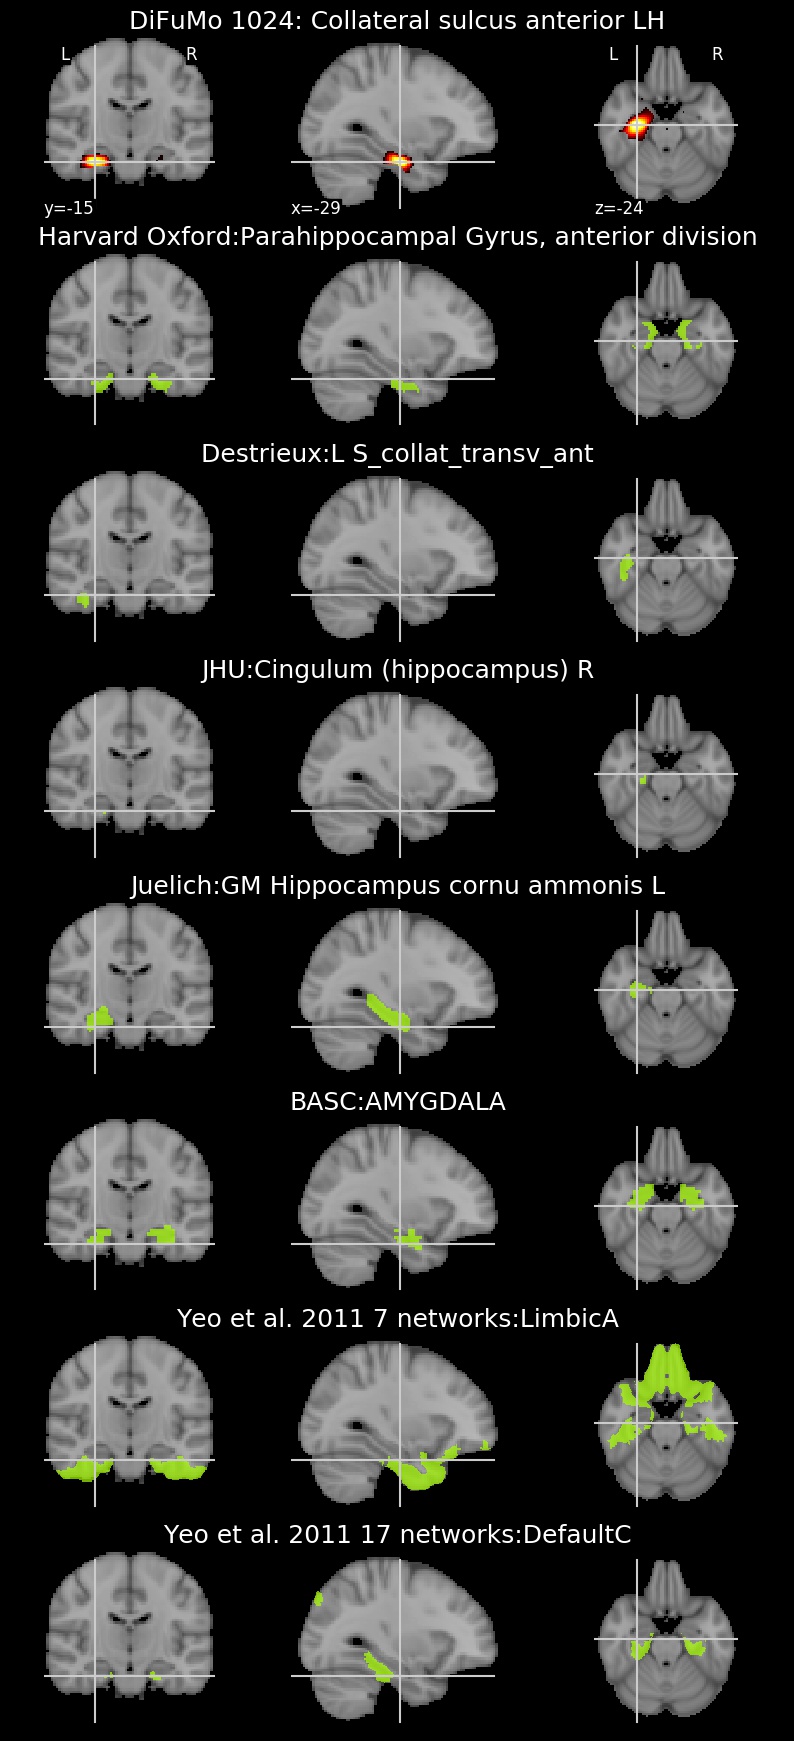 DiFuMo 1024: Collateral sulcus anterior LH
L R L R
y=-15 x=-29 z=-24
Harvard Oxford:Parahippocampal Gyrus, anterior division
Destrieux:L S_collat_transv_ant
JHU:Cingulum (hippocampus) R
Juelich:GM Hippocampus cornu ammonis L
BASC:AMYGDALA
Yeo et al. 2011 7 networks:LimbicA
Yeo et al. 2011 17 networks:DefaultC